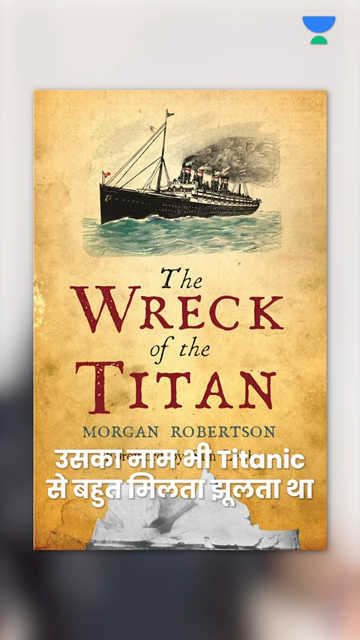 The
WRECK
of the
TITAN
MORGAN ROBERTSON
उसका नाम भी Titanic
से बहुत मिलता झूलता था